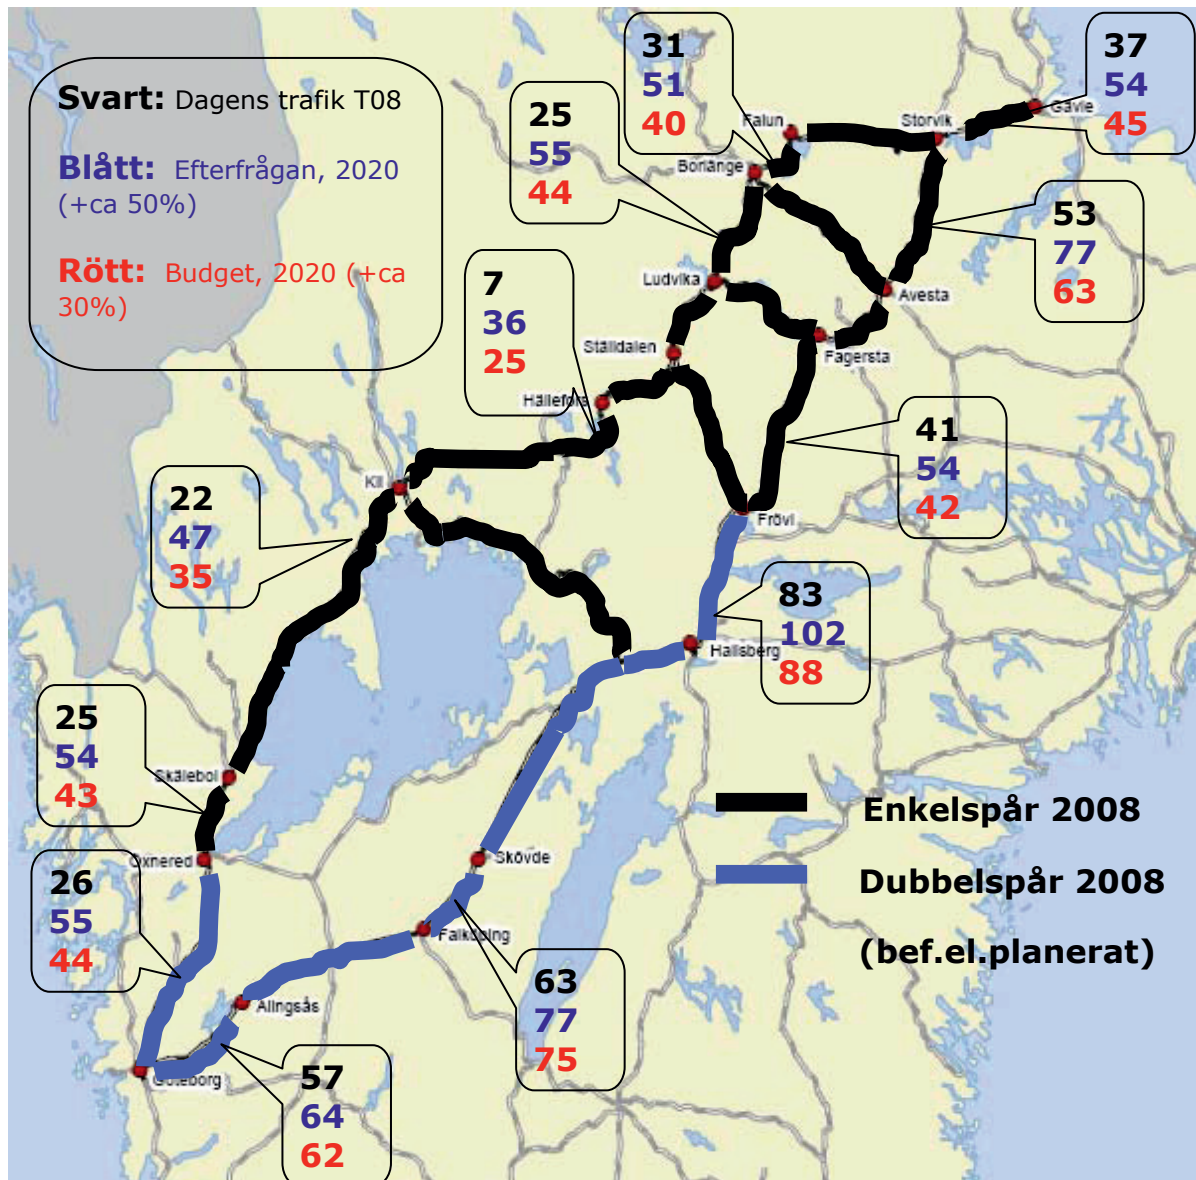 Svart: Dagens trafik T08
Blått: Efterfrågan, 2020
(+ca 50%)
Rött: Budget, 2020 (+ca
30%)
31
51
40
37
54
45
25
55
44
Falun
Storvik
Gävle
Borlänge
53
77
63
7
36
25
Ludvika
Avesta
Ställdalen
Fagersta
Hällefors
41
54
42
22
47
35
Kil
Frövi
83
102
88
Hallsberg
25
54
43
Skälebol
Enkelspår 2008
Öxnered
Skövde
26
55
44
Dubbelspår 2008
(bef.el.planerat)
Falköping
63
77
75
Alingsås
Göteborg
57
64
62